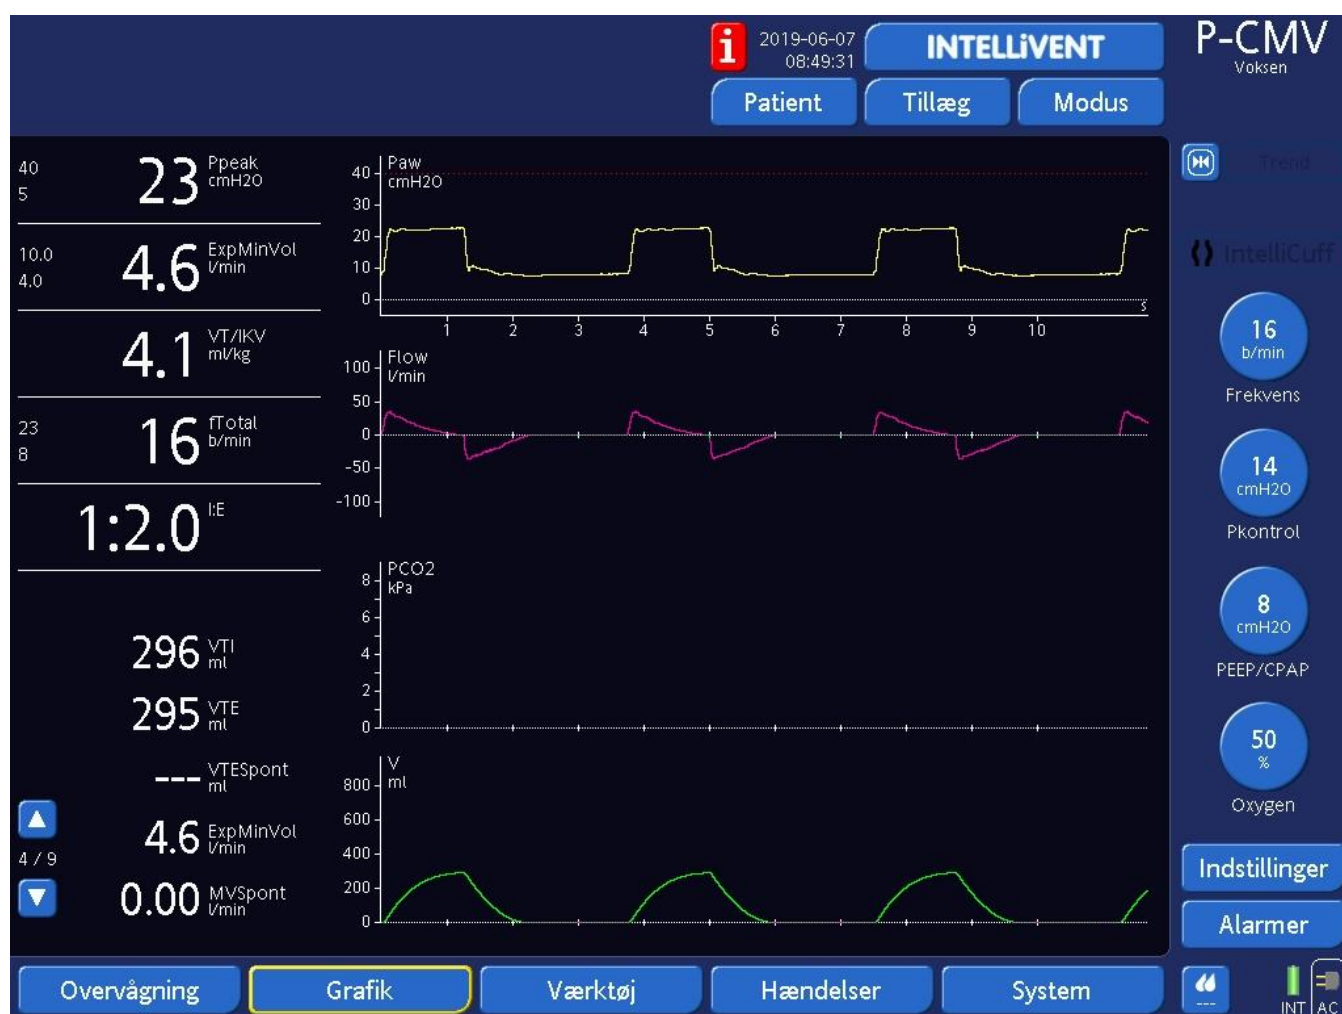 i
2019-06-07
08:49:31
INTELLiVENT
P-CMV
Voksen
Patient
Tillæg
Modus
40
5
23
Ppeak
cmH2O
10.0
4.0
4.6
ExpMinVol
l/min
4.1
VT/IKV
ml/kg
23
8
16
fTotal
b/min
1:2.0
I:E
296
VTI
ml
295
VTE
ml
---
VTESpont
ml
4.6
ExpMinVol
l/min
4 / 9
0.00
MVSpont
l/min
Paw
cmH2O
40
30
20
10
0
s
1 2 3 4 5 6 7 8 9 10
Flow
l/min
100
50
0
-50
-100
PCO2
kPa
8
6
4
2
0
V
ml
800
600
400
200
0
Trend
IntelliCuff
16
b/min
Frekvens
14
cmH2O
Pkontrol
8
cmH2O
PEEP/CPAP
50
%
Oxygen
Indstillinger
Alarmer
Overvågning
Grafik
Værktøj
Hændelser
System
---
INT
AC